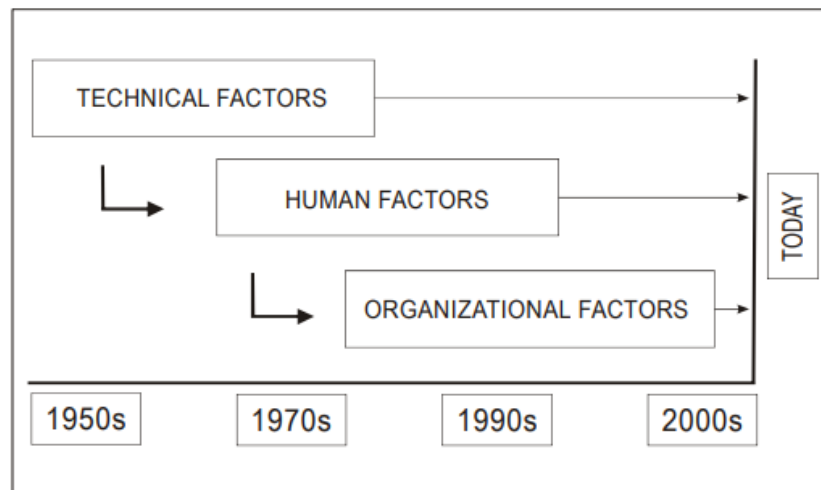 TECHNICAL FACTORS
HUMAN FACTORS
TODAY
ORGANIZATIONAL FACTORS
1950s
1970s
1990s
2000s